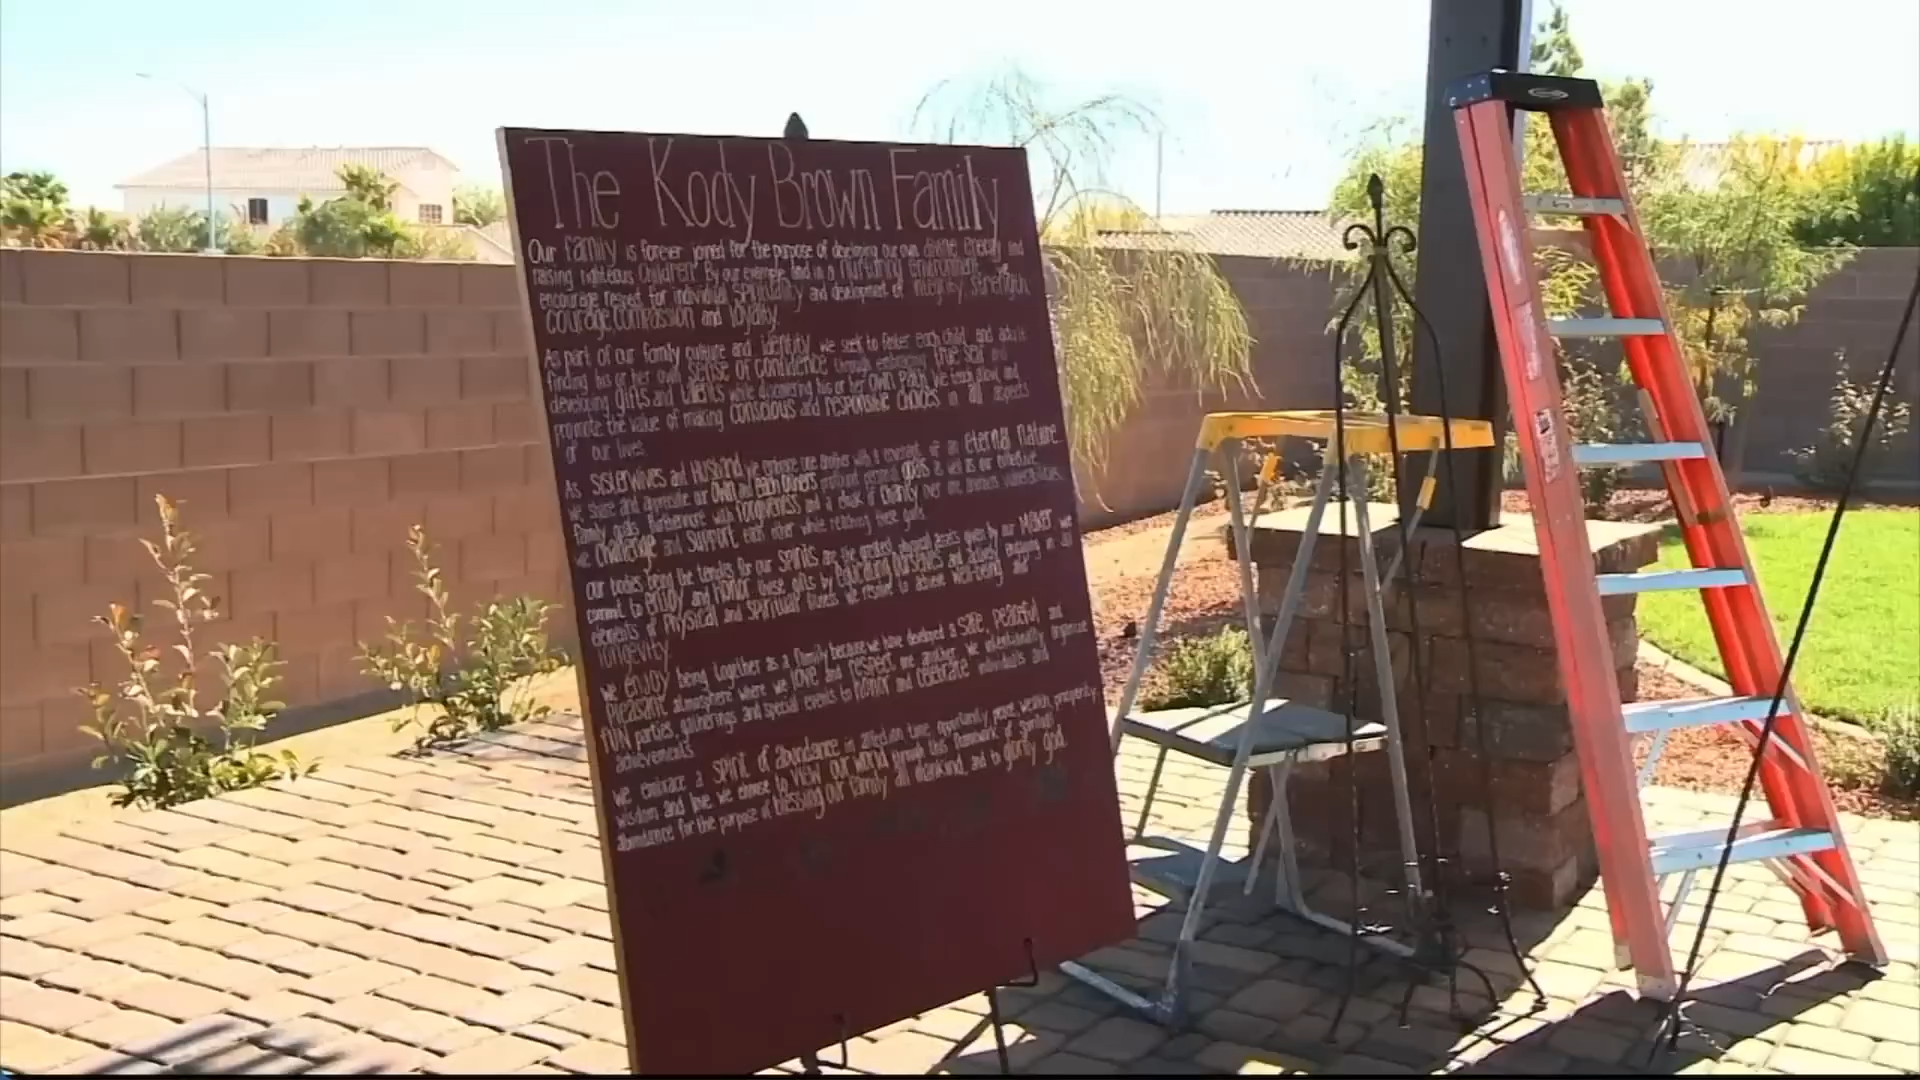 The Kody Brown Family
Our family is forever joined for the purpose of developing our own divine and
raising righteous children. By our example, and in a nurturing environment, we
encourage respect for individual spirituality and development of integrity, strength,
courage, compassion and loyalty.
As part of our family culture and identity, we seek to foster each child and adult
finding his or her own sense of confidence through embracing true self and
developing gifts and talents while discovering his or her own path. We teach and
promote the value of making conscious and responsible choices in all aspects
of our lives.
As sisterwives and Husband we embrace one another with a covenant of an eternal nature.
We share and appreciate our own and each others personal goals as well as our collective
family goals. Furthermore with forgiveness and a cloak of charity over one another's vulnerabilities,
we challenge and support each other while reaching these goals.
Our bodies being the temples for our spirits are the greatest physical assets given by our Maker. We
commit to enjoy and honor these gifts by educating ourselves and actively engaging in all
elements of physical and spiritual fitness. We resolve to achieve well-being and
longevity.
We enjoy being together as a family because we have developed a safe, peaceful and
pleasant atmosphere where we love and respect one another. We intentionally organize
fun parties, gatherings and special events to honor and celebrate individuals and
achievements.
We embrace a spirit of abundance in time, opportunity, peace, wealth, prosperity
wisdom and love. We choose to view our world through this framework of spiritual
abundance for the purpose of blessing our family, all mankind, and to glorify god.